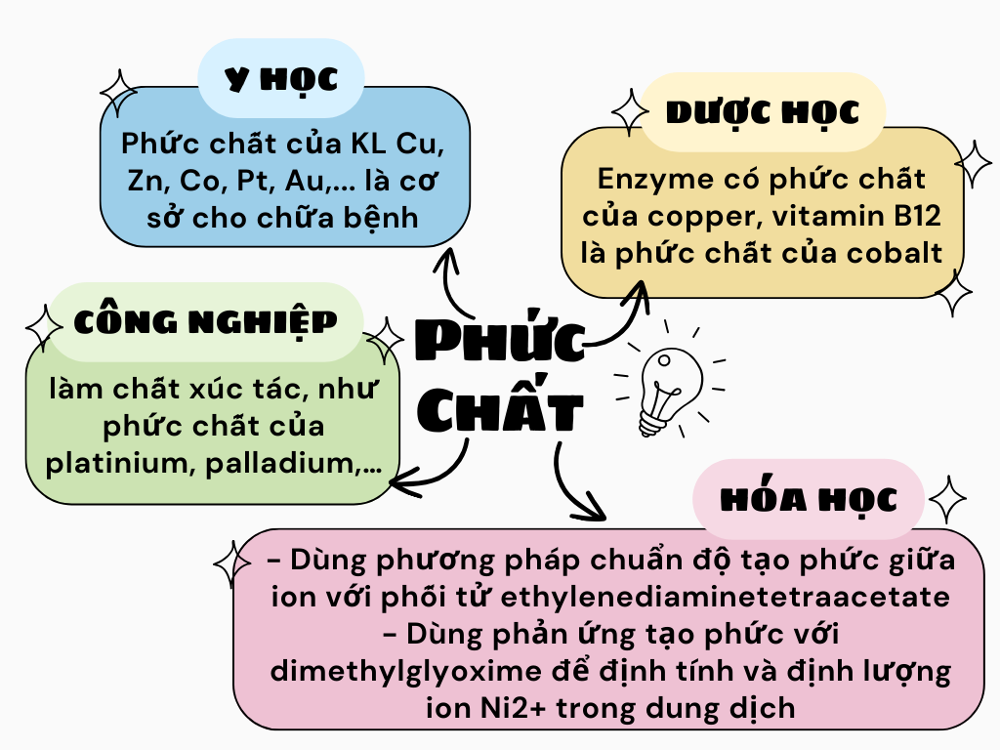 Y HỌC
Phức chất của KL Cu,
Zn, Co, Pt, Au,... là cơ
sở cho chữa bệnh
DƯỢC HỌC
Enzyme có phức chất
của copper, vitamin B12
là phức chất của cobalt
CÔNG NGHIỆP
làm chất xúc tác, như
phức chất của
platinium, palladium,...
PHỨC
CHẤT
HÓA HỌC
- Dùng phương pháp chuẩn độ tạo phức giữa
ion với phối tử ethylenediaminetetraacetate
- Dùng phản ứng tạo phức với
dimethylglyoxime để định tính và định lượng
ion Ni2+ trong dung dịch